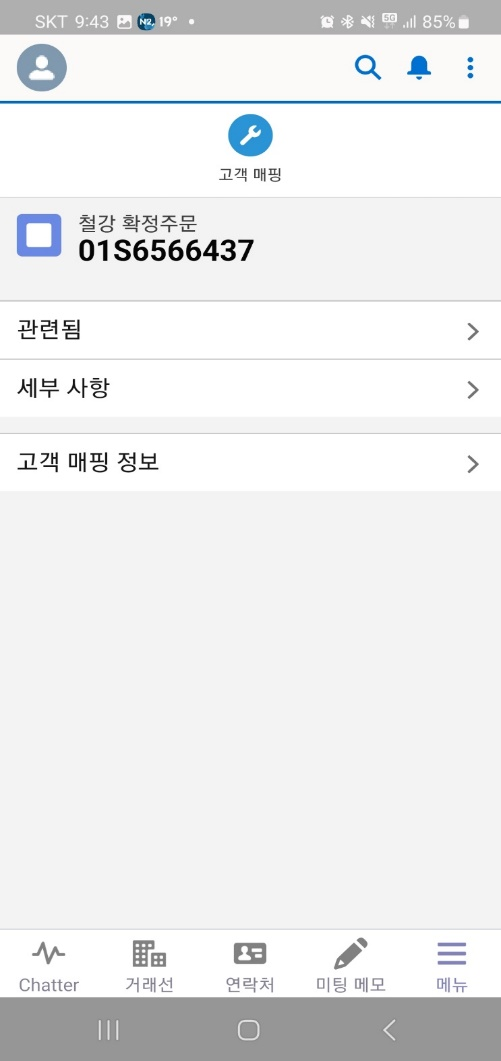 SKT 9:43 N2 19° 5G 85%
고객 매핑
철강 확정주문
01S6566437
관련됨
세부 사항
고객 매핑 정보
Chatter 거래선 연락처 미팅 메모 메뉴